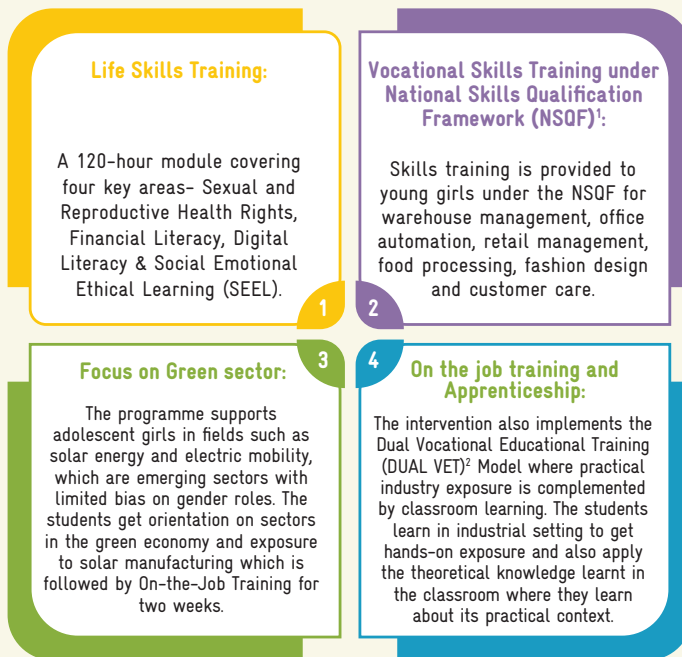 Life Skills Training:
A 120-hour module covering
four key areas- Sexual and
Reproductive Health Rights,
Financial Literacy, Digital
Literacy & Social Emotional
Ethical Learning (SEEL).
1
Vocational Skills Training under
National Skills Qualification
Framework (NSQF)¹:
Skills training is provided to
young girls under the NSQF for
warehouse management, office
automation, retail management,
food processing, fashion design
and customer care.
2
3
Focus on Green sector:
The programme supports
adolescent girls in fields such as
solar energy and electric mobility,
which are emerging sectors with
limited bias on gender roles. The
students get orientation on sectors
in the green economy and exposure
to solar manufacturing which is
followed by On-the-Job Training for
two weeks.
4
On the job training and
Apprenticeship:
The intervention also implements the
Dual Vocational Educational Training
(DUAL VET)² Model where practical
industry exposure is complemented
by classroom learning. The students
learn in industrial setting to get
hands-on exposure and also apply
the theoretical knowledge learnt in
the classroom where they learn
about its practical context.